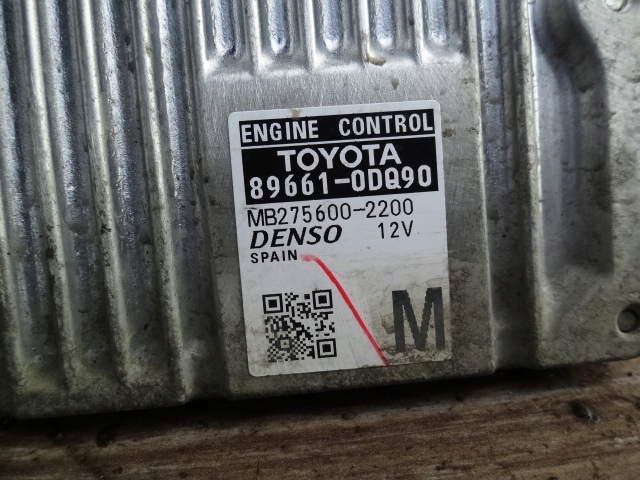 ENGINE CONTROL
TOYOTA
89661-0DQ90
MB275600-2200
DENSO 12V
SPAIN
M